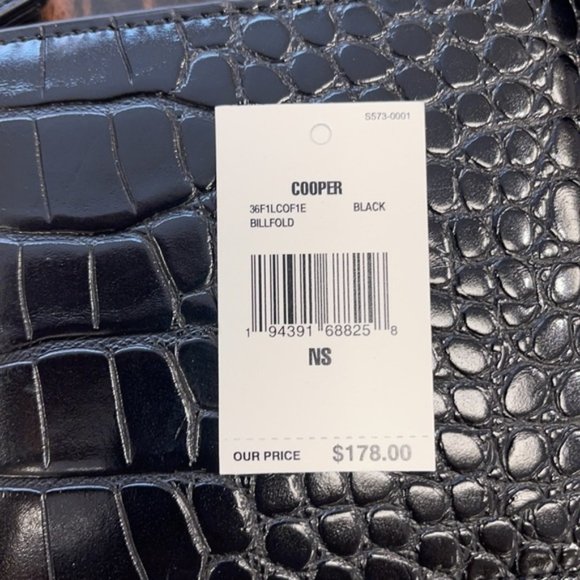 S573-0001
COOPER
36F1LCOF1E BLACK
BILLFOLD
1 94391 68825 8
NS
OUR PRICE $178.00